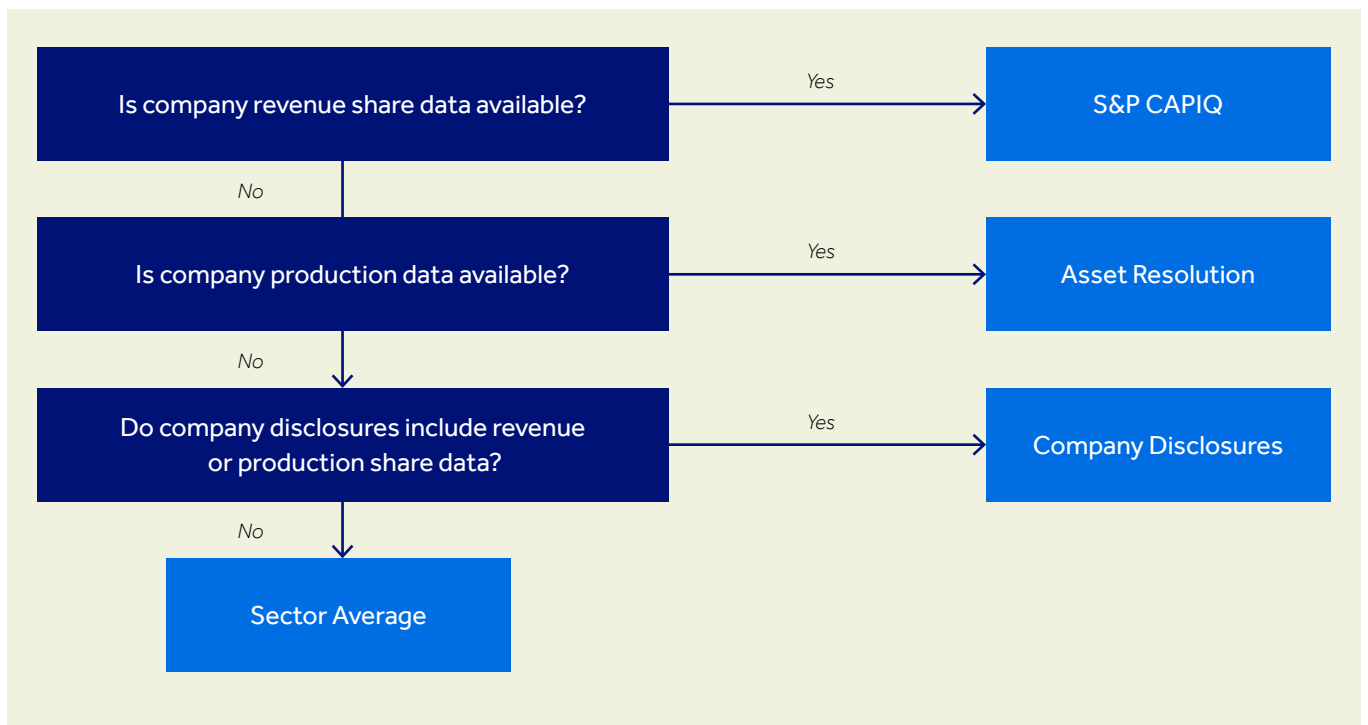 Is company revenue share data available?
Yes
S&P CAPIQ
No
Is company production data available?
Yes
Asset Resolution
No
Do company disclosures include revenue
or production share data?
Yes
Company Disclosures
No
Sector Average